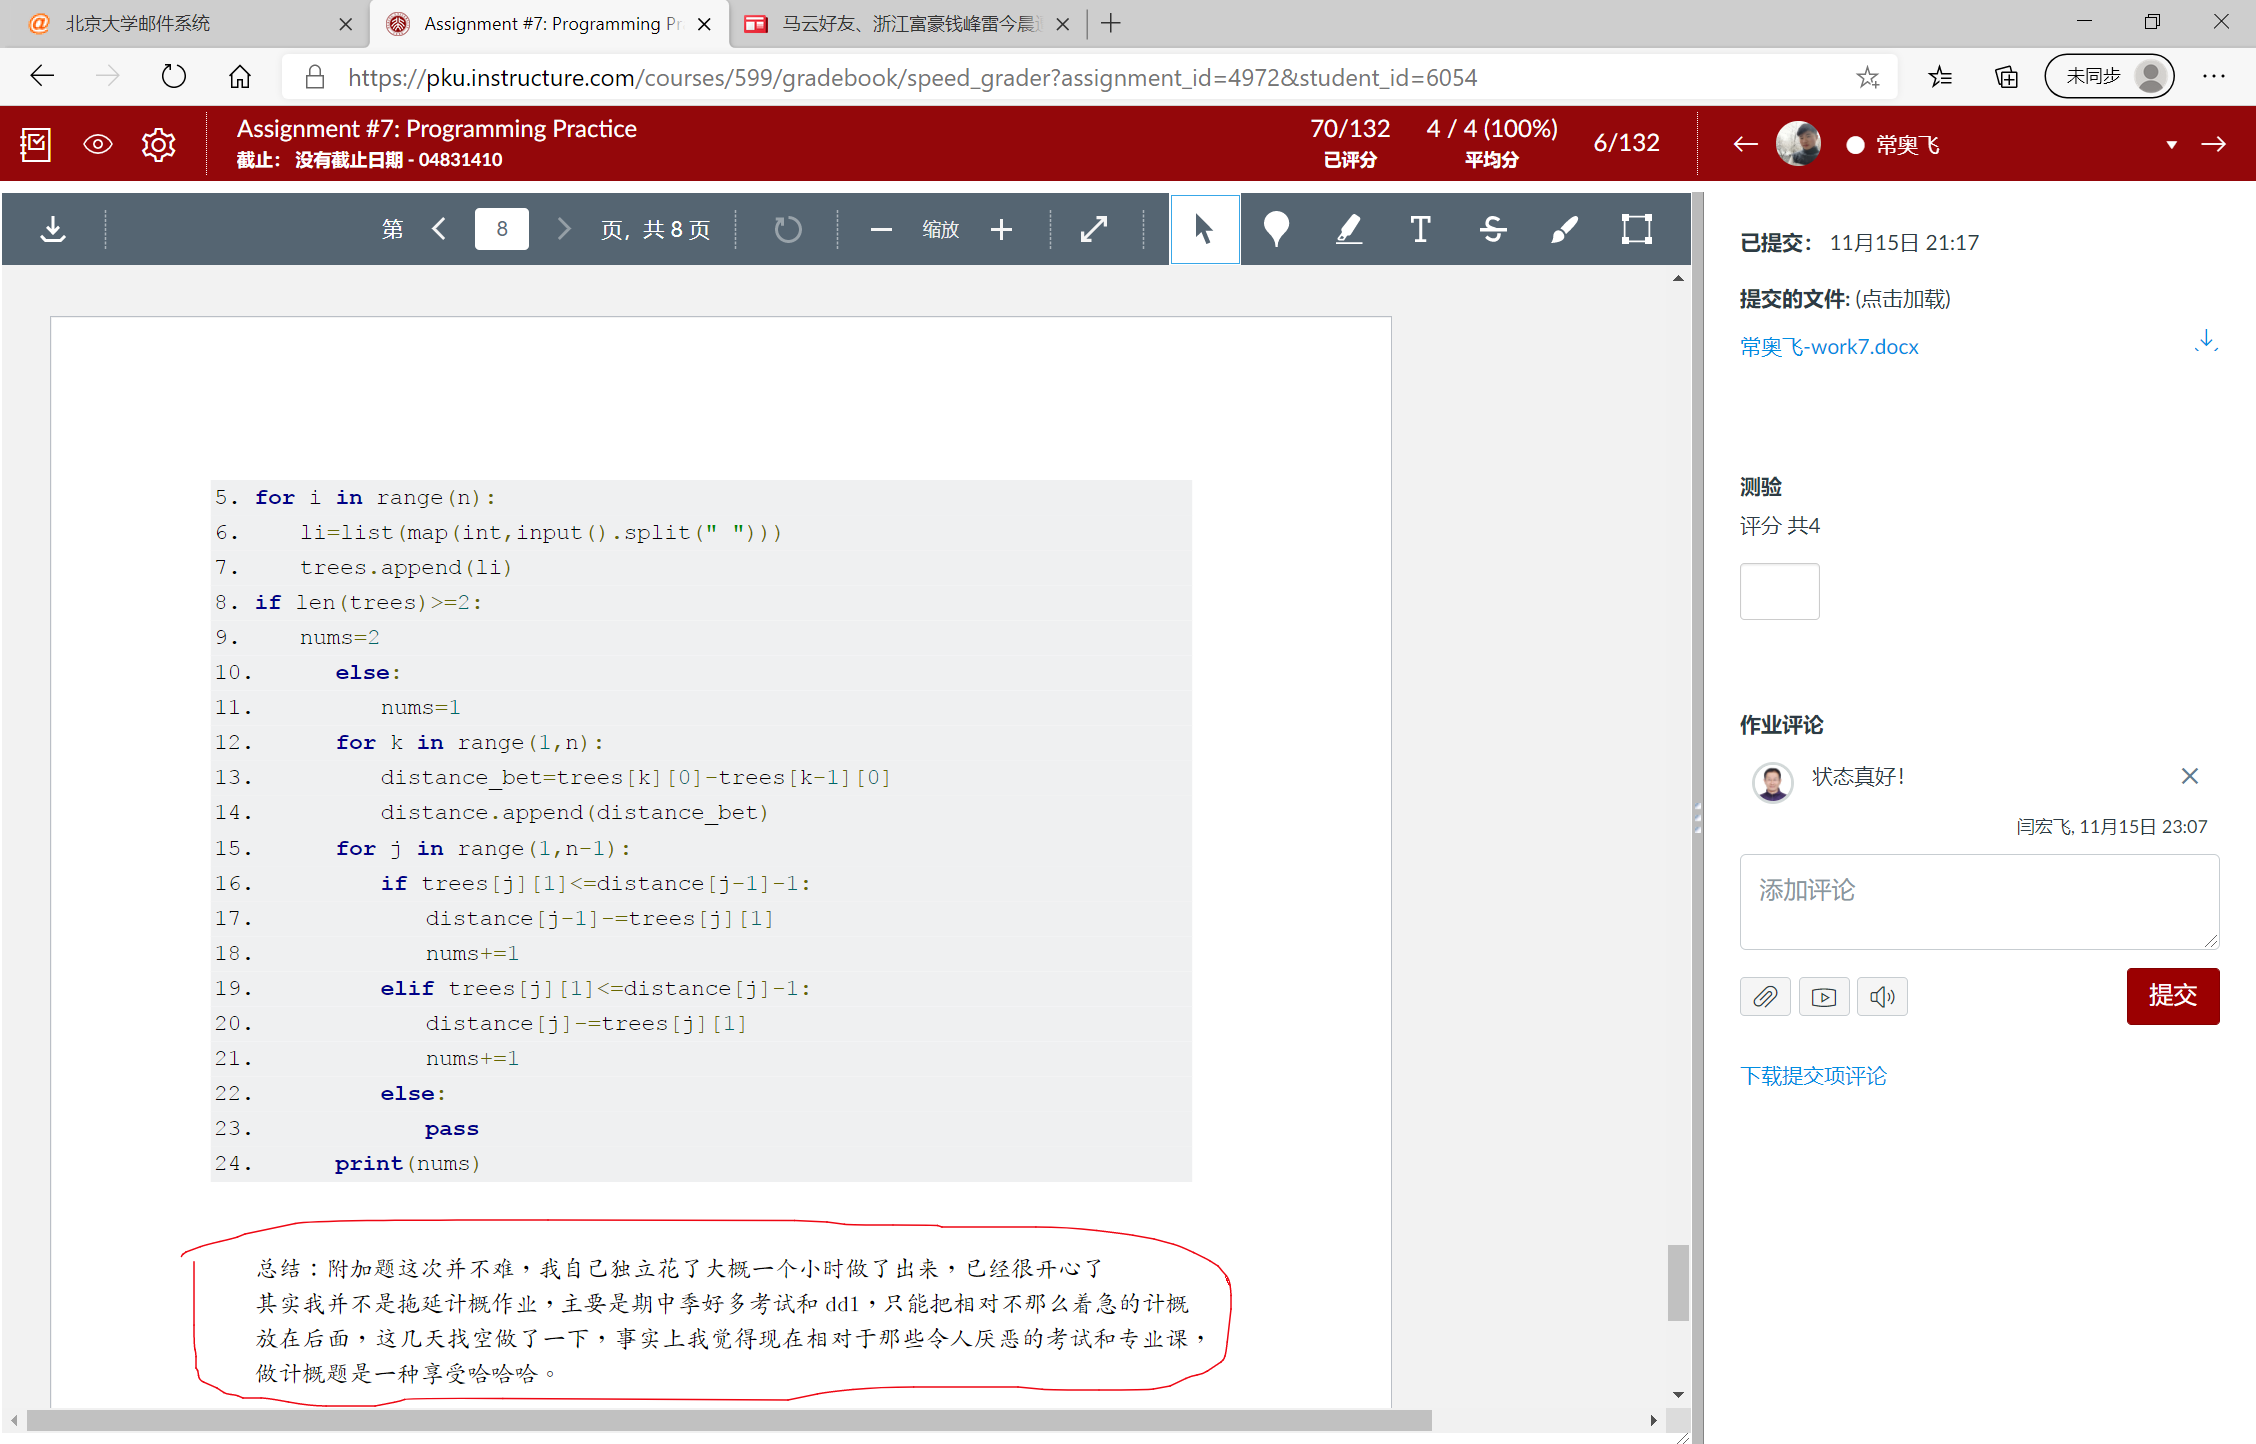 北京大学邮件系统
Assignment #7: Programming Pr
马云好友、浙江富豪钱峰雷今晨
https://pku.instructure.com/courses/599/gradebook/speed_grader?assignment_id=4972&student_id=6054
未同步
Assignment #7: Programming Practice
截止： 没有截止日期 - 04831410
70/132
已评分
4 / 4 (100%)
平均分
6/132
常奥飞
第
8
页，共 8 页
缩放
5. for i in range(n):
6. li=list(map(int,input().split(" ")))
7. trees.append(li)
8. if len(trees)>=2:
9. nums=2
10. else:
11. nums=1
12. for k in range(1,n):
13. distance_bet=trees[k][0]-trees[k-1][0]
14. distance.append(distance_bet)
15. for j in range(1,n-1):
16. if trees[j][1]<=distance[j-1]-1:
17. distance[j-1]-=trees[j][1]
18. nums+=1
19. elif trees[j][1]<=distance[j]-1:
20. distance[j]-=trees[j][1]
21. nums+=1
22. else:
23. pass
24. print(nums)
总结：附加题这次并不难，我自己独立花了大概一个小时做了出来，已经很开心了
其实我并不是拖延计概作业，主要是期中季好多考试和 ddl，只能把相对不那么着急的计概
放在后面，这几天找空做了一下，事实上我觉得现在相对于那些令人厌恶的考试和专业课，
做计概题是一种享受哈哈哈。
已提交： 11月15日 21:17
提交的文件: (点击加载)
常奥飞-work7.docx
测验
评分 共4
作业评论
状态真好！
闫宏飞, 11月15日 23:07
添加评论
提交
下载提交项评论